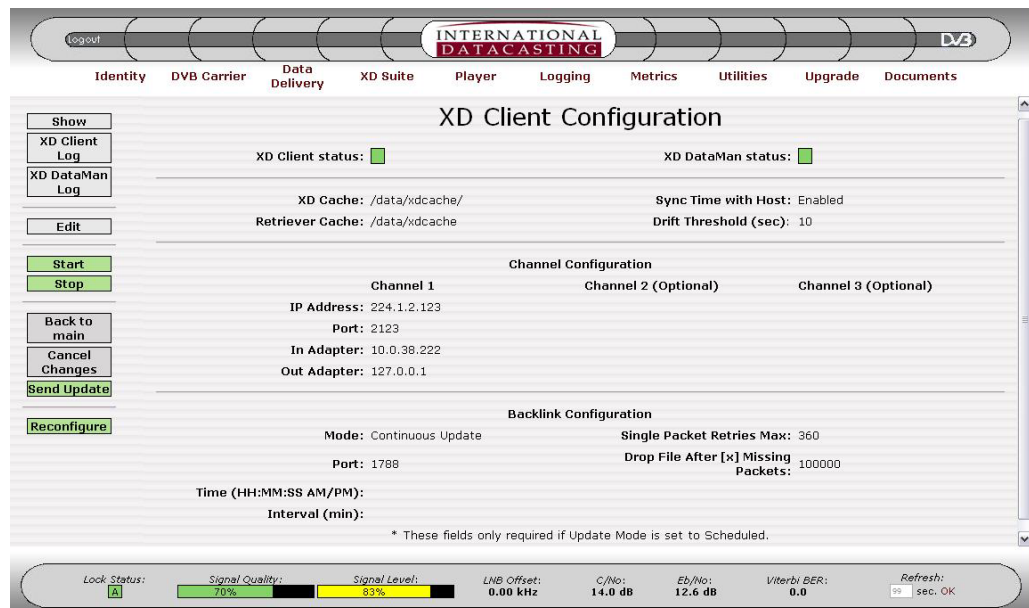 Logout
INTERNATIONAL
DATACASTING
DVB
Identity DVB Carrier Data Delivery XD Suite Player Logging Metrics Utilities Upgrade Documents
XD Client Configuration
Show
XD Client Log
XD DataMan Log
Edit
Start
Stop
Back to main
Cancel Changes
Send Update
Reconfigure
XD Client status: XD DataMan status:
XD Cache: /data/xdcache/ Sync Time with Host: Enabled
Retriever Cache: /data/xdcache Drift Threshold (sec): 10
Channel Configuration
Channel 1 Channel 2 (Optional) Channel 3 (Optional)
IP Address: 224.1.2.123
Port: 2123
In Adapter: 10.0.38.222
Out Adapter: 127.0.0.1
Backlink Configuration
Mode: Continuous Update Single Packet Retries Max: 360
Port: 1788 Drop File After [x] Missing Packets: 100000
Time (HH:MM:SS AM/PM):
Interval (min):
* These fields only required if Update Mode is set to Scheduled.
Lock Status: Signal Quality: Signal Level: LNB Offset: C/No: Eb/No: Viterbi BER: Refresh:
A 70% 83% 0.00 kHz 14.0 dB 12.6 dB 0.0 99 sec. OK